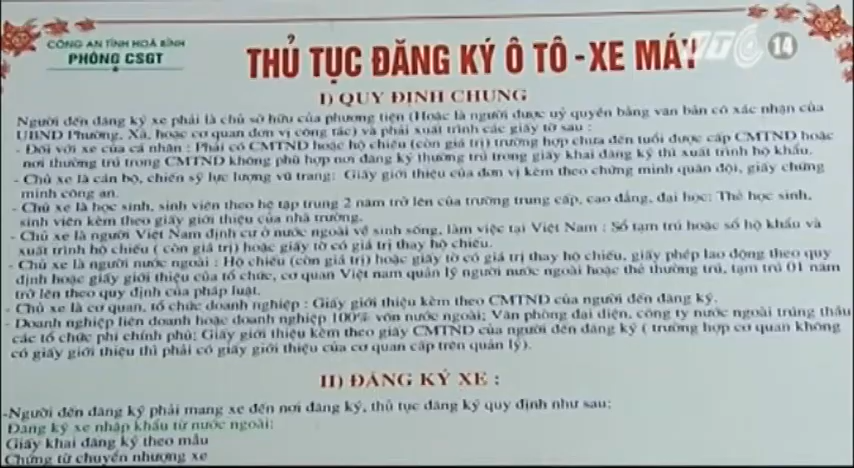 CÔNG AN TỈNH HOÀ BÌNH
PHÒNG CSGT
THỦ TỤC ĐĂNG KÝ Ô TÔ - XE MÁY
VTC 14
I) QUY ĐỊNH CHUNG
Người đến đăng ký xe phải là chủ sở hữu của phương tiện (Hoặc là người được uỷ quyền bằng văn bản có xác nhận của
UBND Phường, Xã, hoặc cơ quan đơn vị công tác) và phải xuất trình các giấy tờ sau :
- Đối với xe của cá nhân : Phải có CMTND hoặc hộ chiếu (còn giá trị) trường hợp chưa đến tuổi được cấp CMTND hoặc
nơi thường trú trong CMTND không phù hợp nơi đăng ký thường trú trong giấy khai đăng ký thì xuất trình hộ khẩu.
- Chủ xe là cán bộ, chiến sỹ lực lượng vũ trang: Giấy giới thiệu của đơn vị kèm theo chứng minh quân đội, giấy chứng
minh công an.
- Chủ xe là học sinh, sinh viên theo hệ tập trung 2 năm trở lên của trường trung cấp, cao đẳng, đại học: Thẻ học sinh,
sinh viên kèm theo giấy giới thiệu của nhà trường.
- Chủ xe là người Việt Nam định cư ở nước ngoài về sinh sống, làm việc tại Việt Nam : Sổ tạm trú hoặc sổ hộ khẩu và
xuất trình hộ chiếu ( còn giá trị) hoặc giấy tờ có giá trị thay hộ chiếu.
- Chủ xe là người nước ngoài : Hộ chiếu (còn giá trị) hoặc giấy tờ có giá trị thay hộ chiếu, giấy phép lao động theo quy
định hoặc giấy giới thiệu của tổ chức, cơ quan Việt nam quản lý người nước ngoài hoặc thẻ thường trú, tạm trú 01 năm
trở lên theo quy định của pháp luật.
- Chủ xe là cơ quan, tổ chức doanh nghiệp : Giấy giới thiệu kèm theo CMTND của người đến đăng ký.
- Doanh nghiệp liên doanh hoặc doanh nghiệp 100% vốn nước ngoài; Văn phòng đại diện, công ty nước ngoài trúng thầu
các tổ chức phi chính phủ; Giấy giới thiệu kèm theo giấy CMTND của người đến đăng ký ( trường hợp cơ quan không
có giấy giới thiệu thì phải có giấy giới thiệu của cơ quan cấp trên quản lý).
II) ĐĂNG KÝ XE :
-Người đến đăng ký phải mang xe đến nơi đăng ký, thủ tục đăng ký quy định như sau:
Đăng ký xe nhập khẩu từ nước ngoài:
Giấy khai đăng ký theo mẫu
Chứng từ chuyển nhượng xe